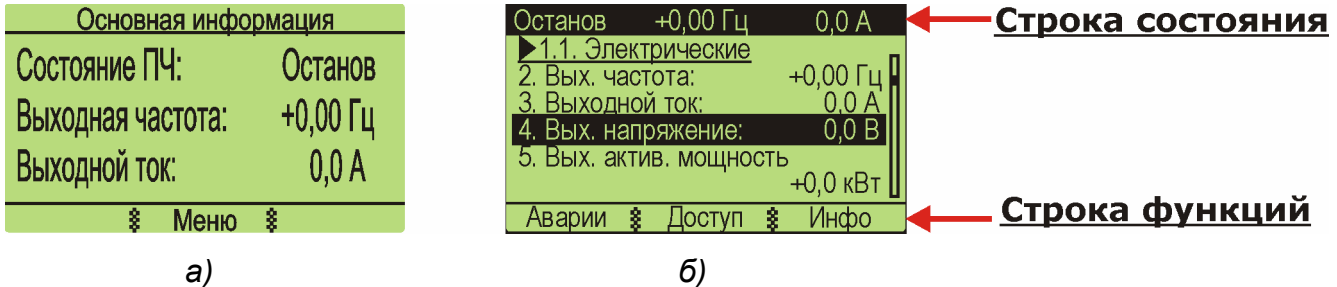 Основная информация
Состояние ПЧ: Останов
Выходная частота: +0,00 Гц
Выходной ток: 0,0 А
Меню
а)
Останов +0,00 Гц 0,0 А
1.1. Электрические
2. Вых. частота: +0,00 Гц
3. Выходной ток: 0,0 А
4. Вых. напряжение: 0,0 В
5. Вых. актив. мощность
+0,0 кВт
Аварии Доступ Инфо
б)
Строка состояния
Строка функций